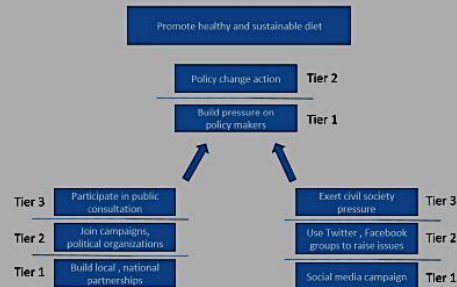 Promote healthy and sustainable diet
Policy change action
Tier 2
Build pressure on
policy makers
Tier 1
Tier 3
Participate in public
consultation
Tier 2
Join campaigns,
political organizations
Tier 1
Build local , national
partnerships
Exert civil society
pressure
Tier 3
Use Twitter , Facebook
groups to raise issues
Tier 2
Social media campaign
Tier 1